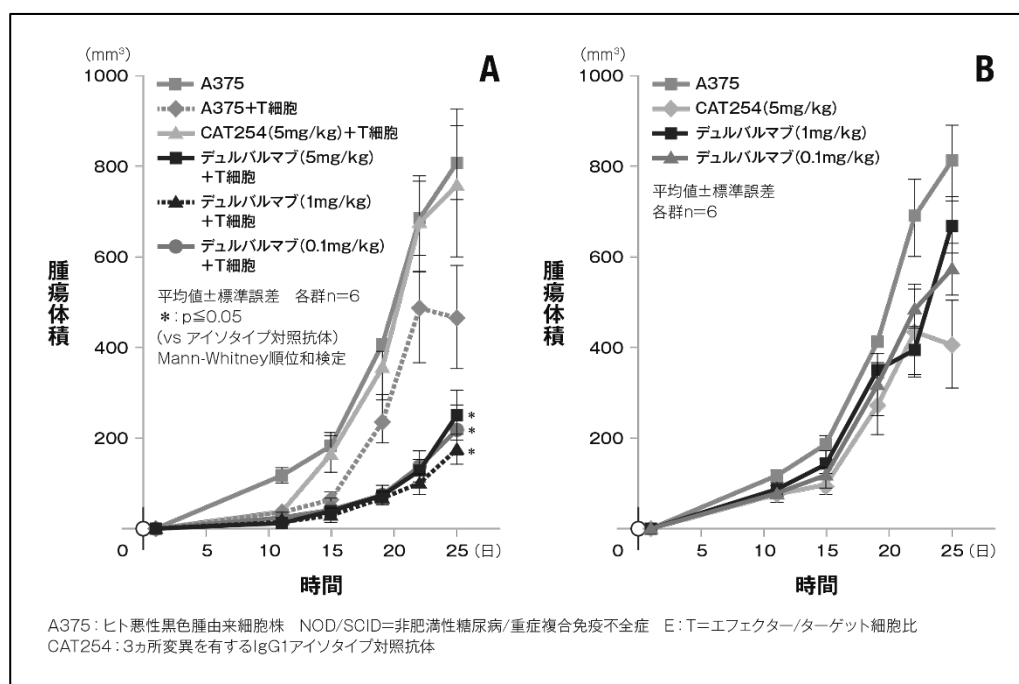 (mm³)
A
1000
800
600
400
200
0
5
10
15
20
25
(日)
腫瘍体積
時間
A375
A375+T細胞
CAT254(5mg/kg)+T細胞
デュルバルマブ(5mg/kg)
+T細胞
デュルバルマブ(1mg/kg)
+T細胞
デュルバルマブ(0.1mg/kg)
+T細胞
平均値±標準誤差 各群n=6
*:p≦0.05
(vs アイソタイプ対照抗体)
Mann-Whitney順位和検定
*
*
*
(mm³)
B
1000
800
600
400
200
0
5
10
15
20
25
(日)
腫瘍体積
時間
A375
CAT254(5mg/kg)
デュルバルマブ(1mg/kg)
デュルバルマブ(0.1mg/kg)
平均値±標準誤差
各群n=6
A375:ヒト悪性黒色腫由来細胞株 NOD/SCID=非肥満性糖尿病/重症複合免疫不全症 E:T=エフェクター/ターゲット細胞比
CAT254:3ヵ所変異を有するIgG1アイソタイプ対照抗体